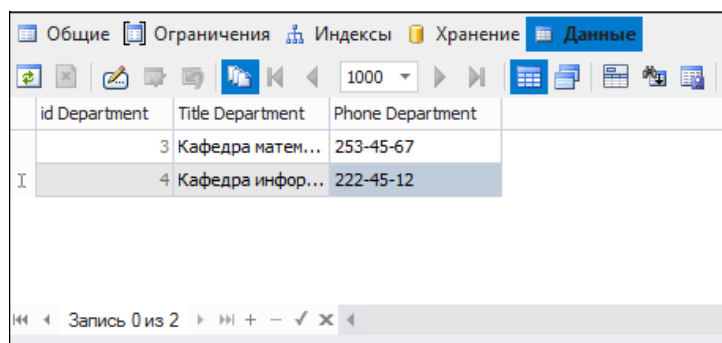 Общие Ограничения Индексы Хранение Данные
1000
id Department Title Department Phone Department
3 Кафедра матем... 253-45-67
4 Кафедра инфор... 222-45-12
Запись 0 из 2